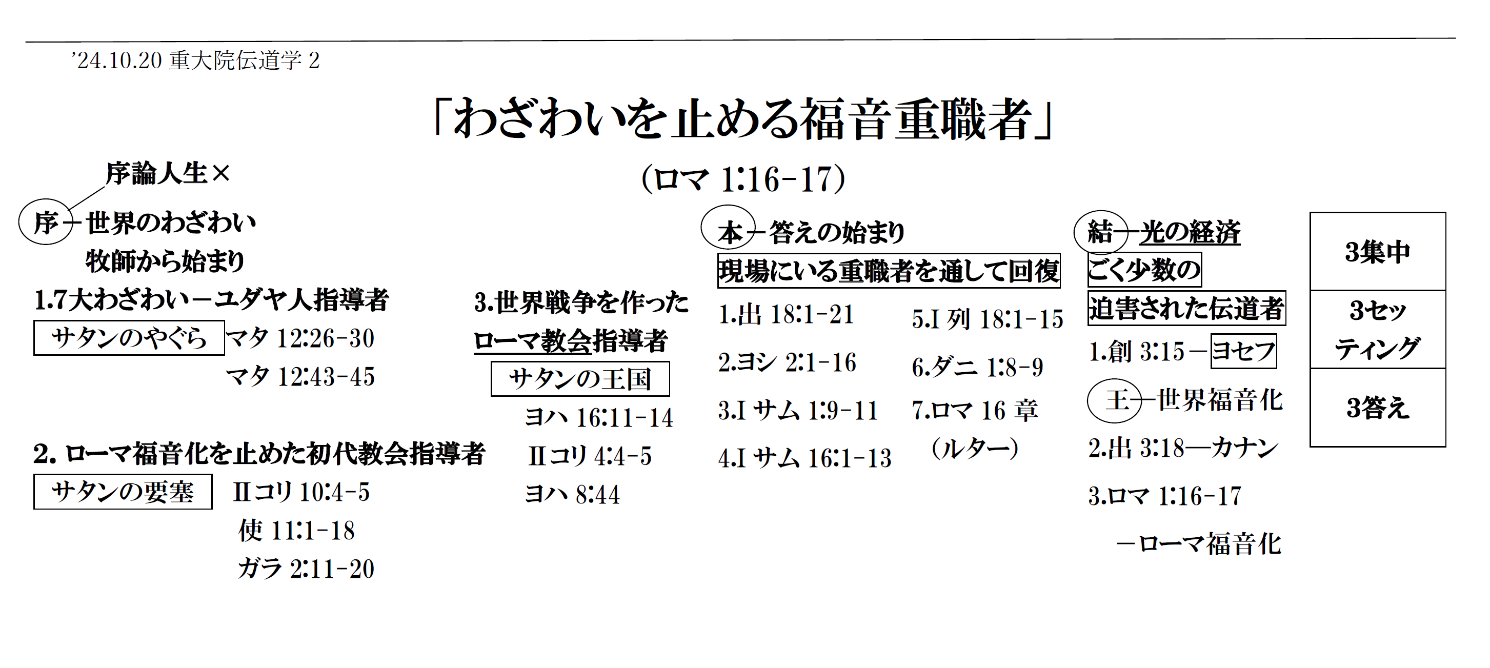 ’24.10.20 重大院伝道学 2
「わざわいを止める福音重職者」
(ロマ 1:16-17)
序論人生×
序－世界のわざわい
牧師から始まり
1.7大わざわい－ユダヤ人指導者
サタンのやぐら マタ 12:26-30
マタ 12:43-45
2. ローマ福音化を止めた初代教会指導者
サタンの要塞 Ⅱコリ 10:4-5
使 11:1-18
ガラ 2:11-20
3.世界戦争を作った
ローマ教会指導者
サタンの王国
ヨハ 16:11-14
Ⅱコリ 4:4-5
ヨハ 8:44
本－答えの始まり
現場にいる重職者を通して回復
1.出 18:1-21
2.ヨシ 2:1-16
3.Ⅰサム 1:9-11
4.Ⅰサム 16:1-13
5.Ⅰ列 18:1-15
6.ダニ 1:8-9
7.ロマ 16 章
(ルター)
結―光の経済
ごく少数の
迫害された伝道者
1.創 3:15－ヨセフ
王―世界福音化
2.出 3:18―カナン
3.ロマ 1:16-17
－ローマ福音化
3集中
3セッ
ティング
3答え